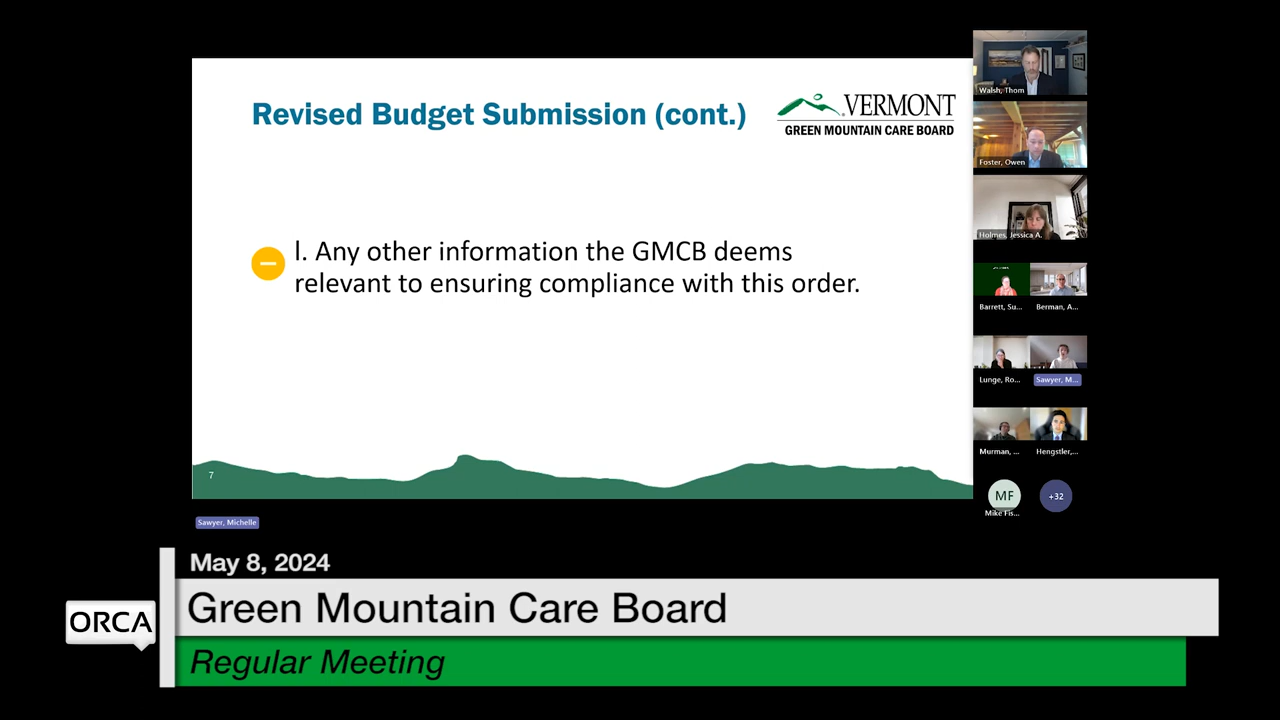 Revised Budget Submission (cont.)
VERMONT
GREEN MOUNTAIN CARE BOARD
l. Any other information the GMCB deems
relevant to ensuring compliance with this order.
7
Sawyer, Michelle
Walsh, Thom
Foster, Owen
Holmes, Jessica A.
Barrett, Su...
Berman, A...
Lunge, Ro...
Sawyer, M...
Murman, ...
Hengstler,...
MF
+32
Mike Fis...
May 8, 2024
ORCA
Green Mountain Care Board
Regular Meeting